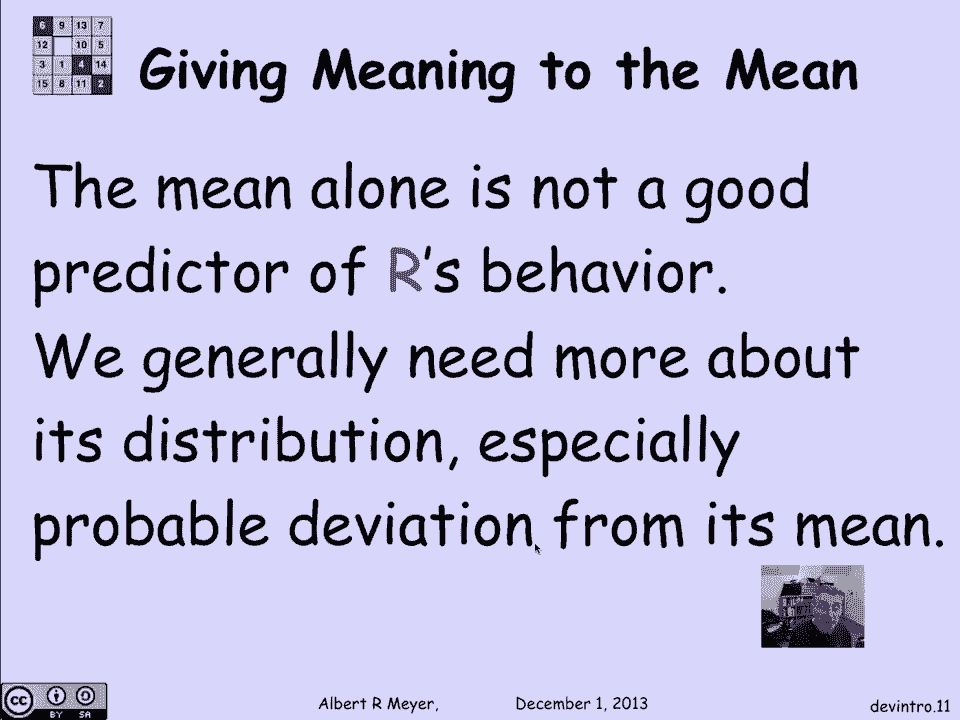 6 9 13 7
12 10 5
3 1 4 14
15 8 11 2
Giving Meaning to the Mean
The mean alone is not a good
predictor of R's behavior.
We generally need more about
its distribution, especially
probable deviation from its mean.
cc BY SA
Albert R Meyer, December 1, 2013
devintro.11